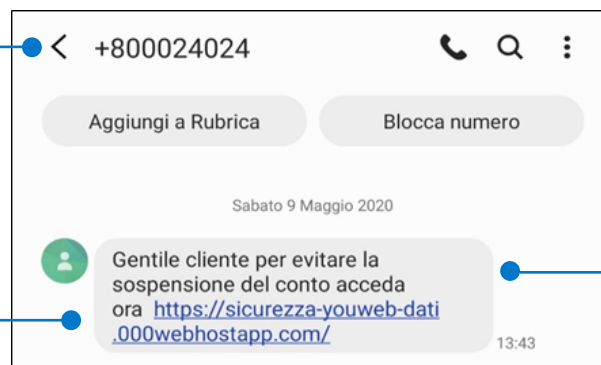 +800024024
Aggiungi a Rubrica
Blocca numero
Sabato 9 Maggio 2020
Gentile cliente per evitare la
sospensione del conto acceda
ora https://sicurezza-youweb-dati
.000webhostapp.com/
13:43